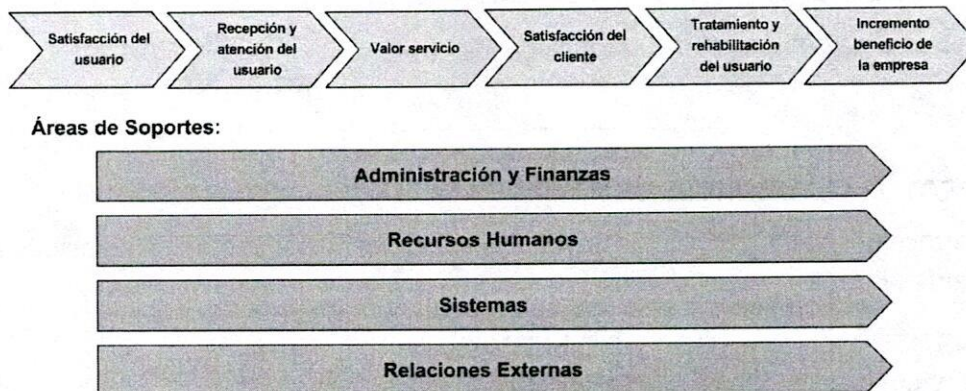 Satisfacción del
usuario
Recepción y
atención del
usuario
Valor servicio
Satisfacción del
cliente
Tratamiento y
rehabilitación
del usuario
Incremento
beneficio de
la empresa
Áreas de Soportes:
Administración y Finanzas
Recursos Humanos
Sistemas
Relaciones Externas